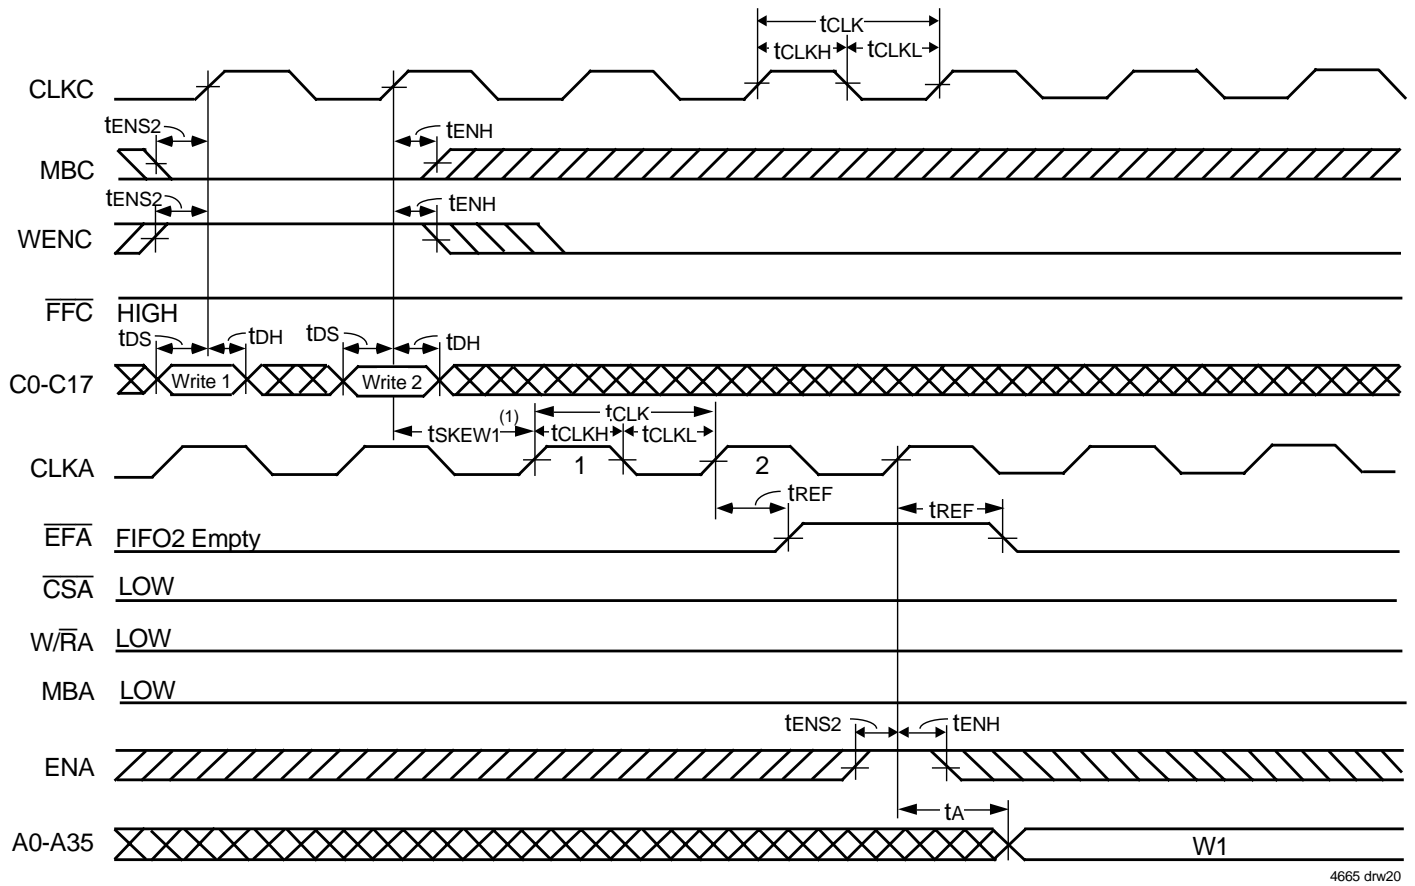 tCLK
tCLKH tCLKL
CLKC
tENS2 tENH
MBC
tENS2 tENH
WENC
FFC HIGH
tDS tDH tDS tDH
C0-C17 Write 1 Write 2
tSKEW1(1) tCLK
tCLKH tCLKL
CLKA 1 2
tREF tREF
EFA FIFO2 Empty
CSA LOW
W/RA LOW
MBA LOW
tENS2 tENH
ENA
tA
A0-A35 W1
4665 drw20